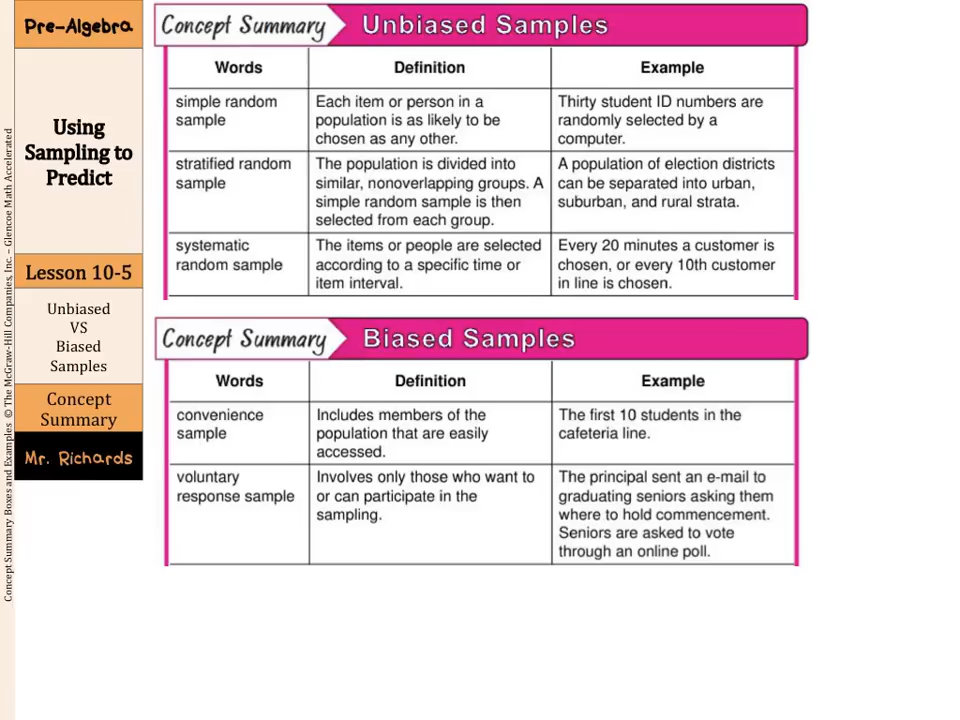 Pre-Algebra
Using
Sampling to
Predict
Lesson 10-5
Unbiased
VS
Biased
Samples
Concept
Summary
Mr. Richards
Concept Summary Boxes and Examples © The McGraw-Hill Companies, Inc. – Glencoe Math Accelerated
Concept Summary Unbiased Samples
Words Definition Example
simple random
sample
Each item or person in a
population is as likely to be
chosen as any other.
Thirty student ID numbers are
randomly selected by a
computer.
stratified random
sample
The population is divided into
similar, nonoverlapping groups. A
simple random sample is then
selected from each group.
A population of election districts
can be separated into urban,
suburban, and rural strata.
systematic
random sample
The items or people are selected
according to a specific time or
item interval.
Every 20 minutes a customer is
chosen, or every 10th customer
in line is chosen.
Concept Summary Biased Samples
Words Definition Example
convenience
sample
Includes members of the
population that are easily
accessed.
The first 10 students in the
cafeteria line.
voluntary
response sample
Involves only those who want to
or can participate in the
sampling.
The principal sent an e-mail to
graduating seniors asking them
where to hold commencement.
Seniors are asked to vote
through an online poll.